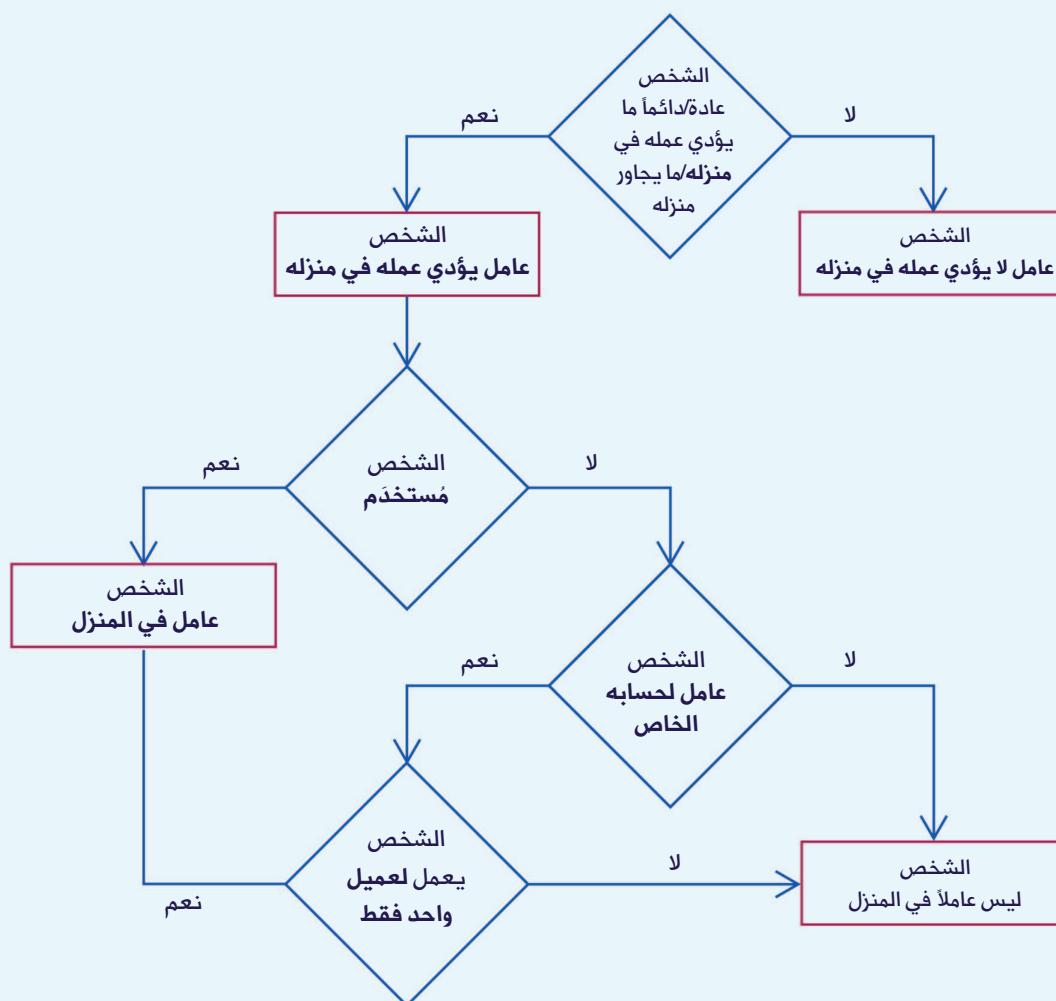 الشخص
عادة/دائماً ما
يؤدي عمله في
منزله/ما يجاور
منزله
لا
نعم
الشخص
عامل لا يؤدي عمله في منزله
الشخص
عامل يؤدي عمله في منزله
الشخص
مُستخدَم
لا
نعم
الشخص
عامل في المنزل
الشخص
عامل لحسابه
الخاص
لا
نعم
الشخص
يعمل لعميل
واحد فقط
لا
نعم
الشخص
ليس عاملاً في المنزل